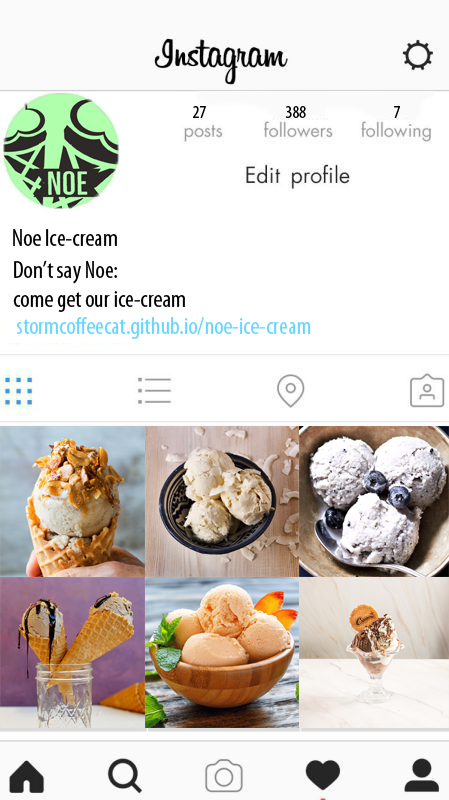 Instagram
27 388 7
posts followers following
NOE
Edit profile
Noe Ice-cream
Don't say Noe:
come get our ice-cream
stormcoffeecat.github.io/noe-ice-cream